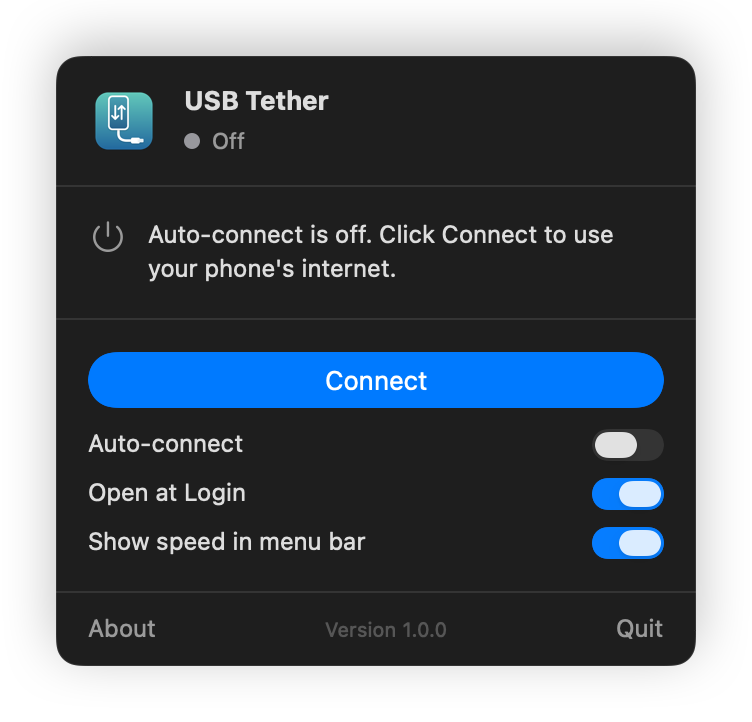 USB Tether
Off
Auto-connect is off. Click Connect to use
your phone's internet.
Connect
Auto-connect
Open at Login
Show speed in menu bar
About
Version 1.0.0
Quit